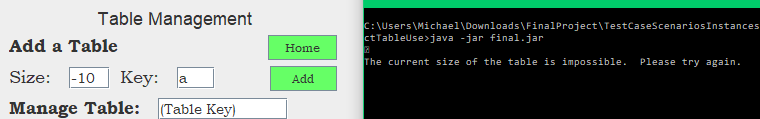 Table Management
Add a Table
Home
Size: -10 Key: a
Add
Manage Table: (Table Key)
C:\Users\Michael\Downloads\FinalProject\TestCaseScenariosInstances
ctTableUse>java -jar final.jar
The current size of the table is impossible.  Please try again.